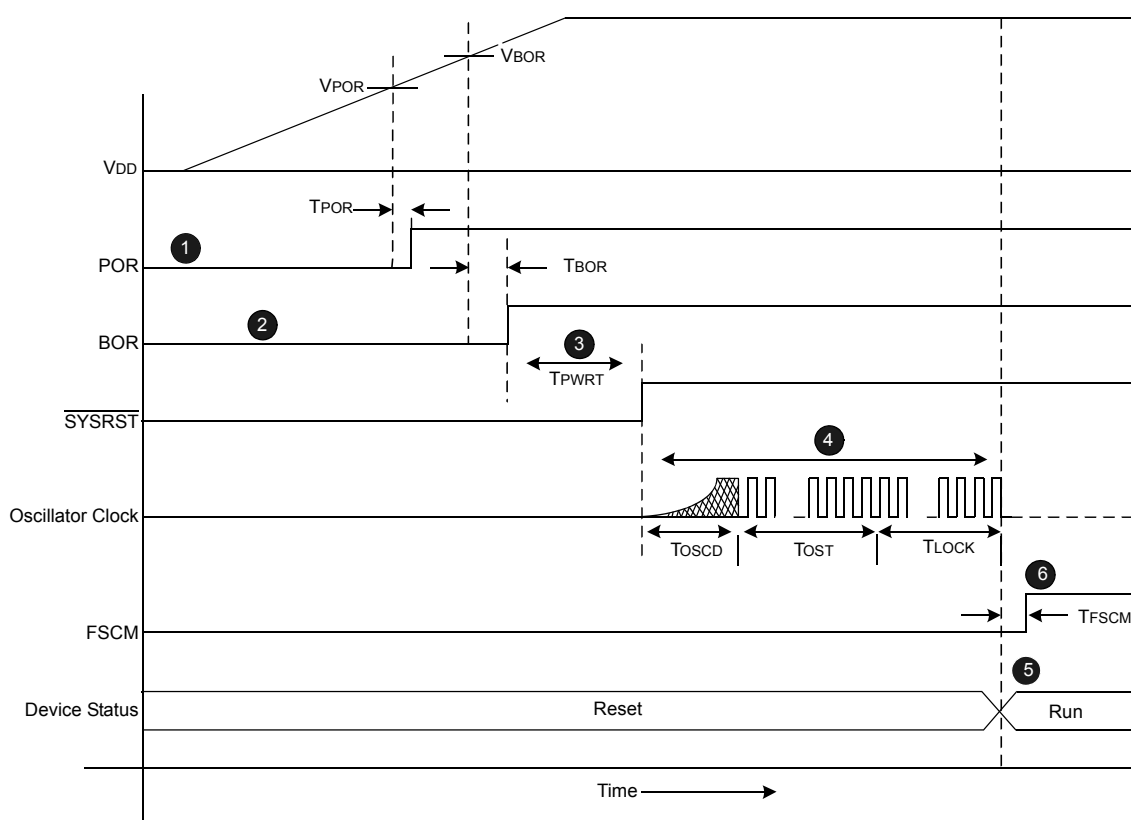 VBOR
VPOR
VDD
TPOR
1
POR
TBOR
2
BOR
3
TPWRT
SYSRST
4
Oscillator Clock
TOSCD
TOST
TLOCK
6
TFSCM
FSCM
5
Device Status
Reset
Run
Time